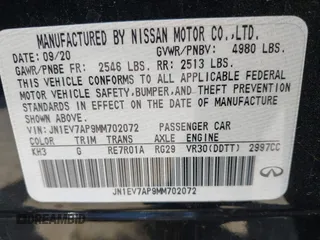 MANUFACTURED BY NISSAN MOTOR CO.,LTD.
DATE: 09/20 GVWR/PNBV: 4980 LBS.
GAWR/PNBE FR: 2546 LBS. RR: 2513 LBS.
THIS VEHICLE CONFORMS TO ALL APPLICABLE FEDERAL
MOTOR VEHICLE SAFETY, BUMPER, AND THEFT PREVENTION
STANDARDS IN EFFECT ON THE DATE OF MANUFACTURE
SHOWN ABOVE.
VIN:JN1EV7AP9MM702072 PASSENGER CAR
COLOR TRIM TRANS AXLE ENGINE
KH3 G RE7R01A RG29 VR30(DDTT) 2997CC
JN1EV7AP9MM702072
DREAMBID